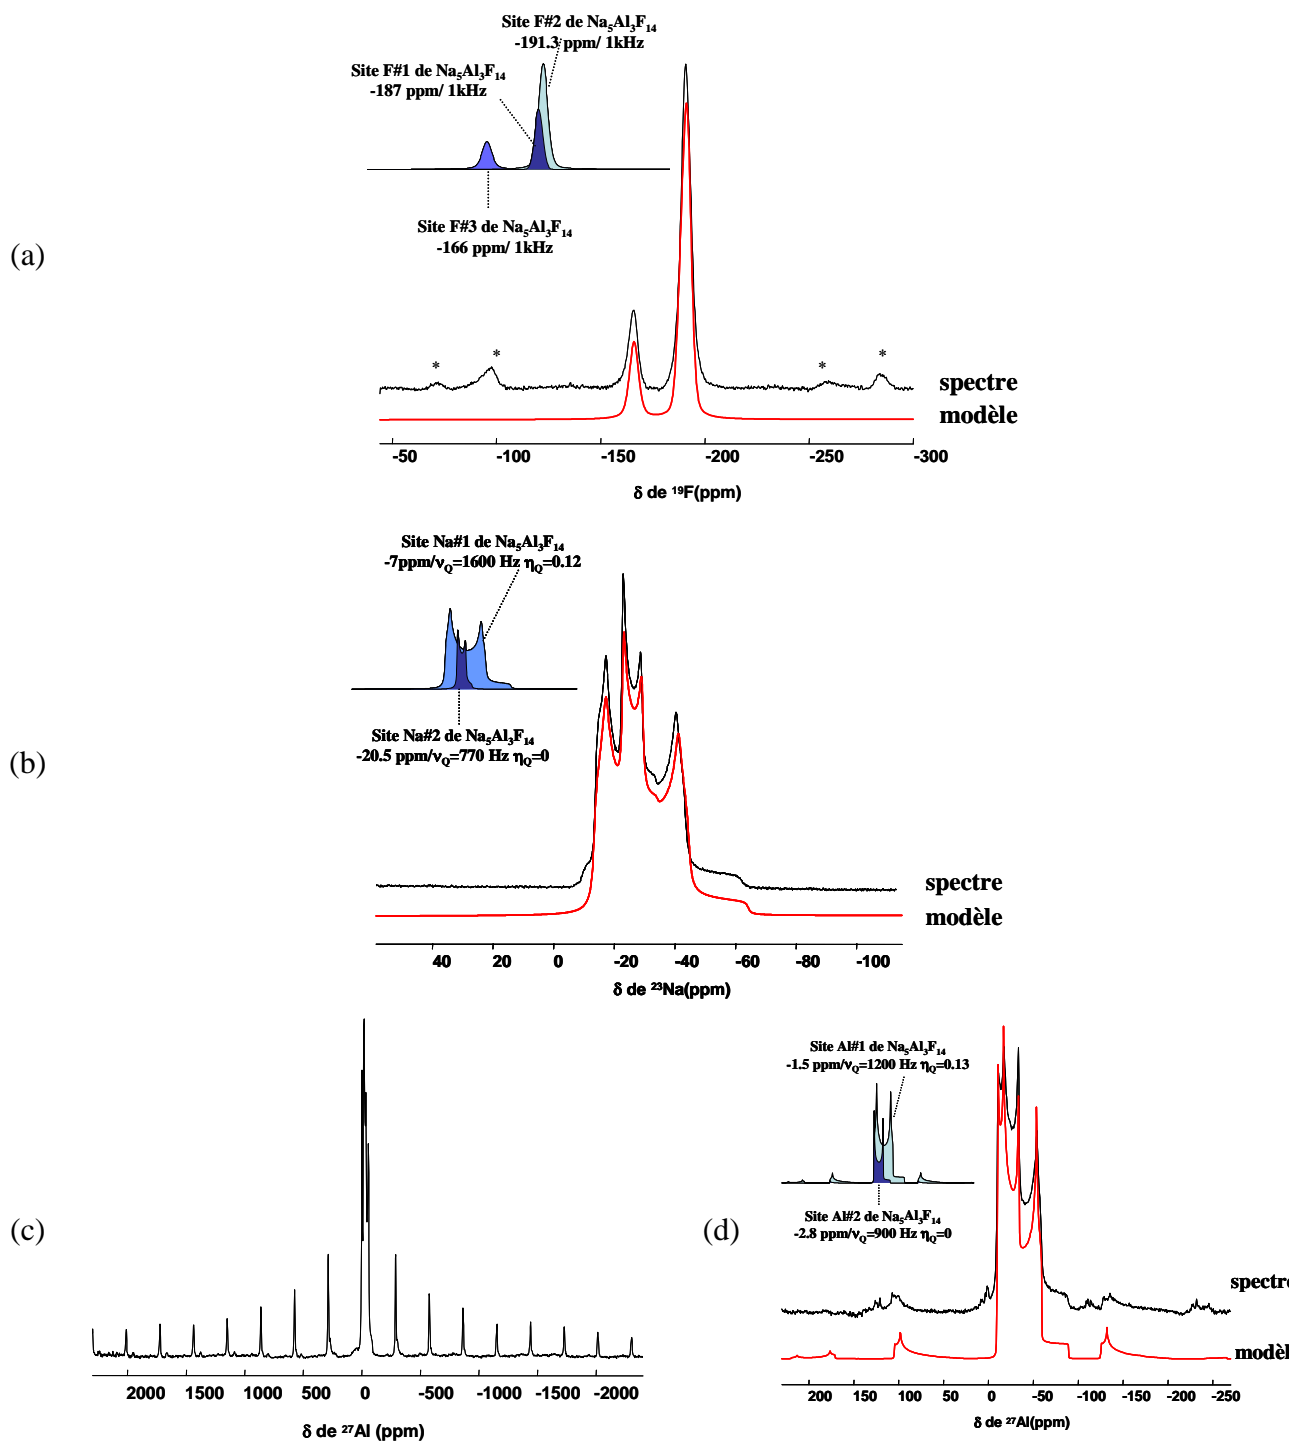 Site F#2 de Na₅Al₃F₁₄
-191.3 ppm/ 1kHz
Site F#1 de Na₅Al₃F₁₄
-187 ppm/ 1kHz
Site F#3 de Na₅Al₃F₁₄
-166 ppm/ 1kHz
(a)
* * * *
spectre
modèle
-50 -100 -150 -200 -250 -300
δ de ¹⁹F(ppm)
Site Na#1 de Na₅Al₃F₁₄
-7ppm/νQ=1600 Hz ηQ=0.12
Site Na#2 de Na₅Al₃F₁₄
-20.5 ppm/νQ=770 Hz ηQ=0
(b)
spectre
modèle
40 20 0 -20 -40 -60 -80 -100
δ de ²³Na(ppm)
(c)
2000 1000 500 0 -500 -1000 -1500 -2000
δ de ²⁷Al (ppm)
Site Al#1 de Na₅Al₃F₁₄
-1.5 ppm/νQ=1200 Hz ηQ=0.13
Site Al#2 de Na₅Al₃F₁₄
-2.8 ppm/νQ=900 Hz ηQ=0
(d)
spectre
modèl
200 100 50 0 -50 -100 -150 -200 -250
δ de ²⁷Al(ppm)